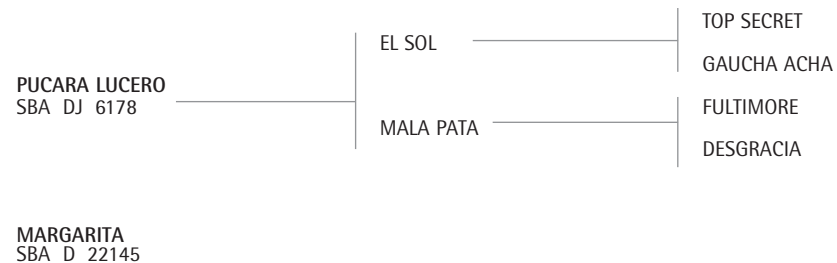 PUCARA LUCERO
SBA DJ 6178
EL SOL
MALA PATA
TOP SECRET
GAUCHA ACHA
FULTIMORE
DESGRACIA
MARGARITA
SBA D 22145